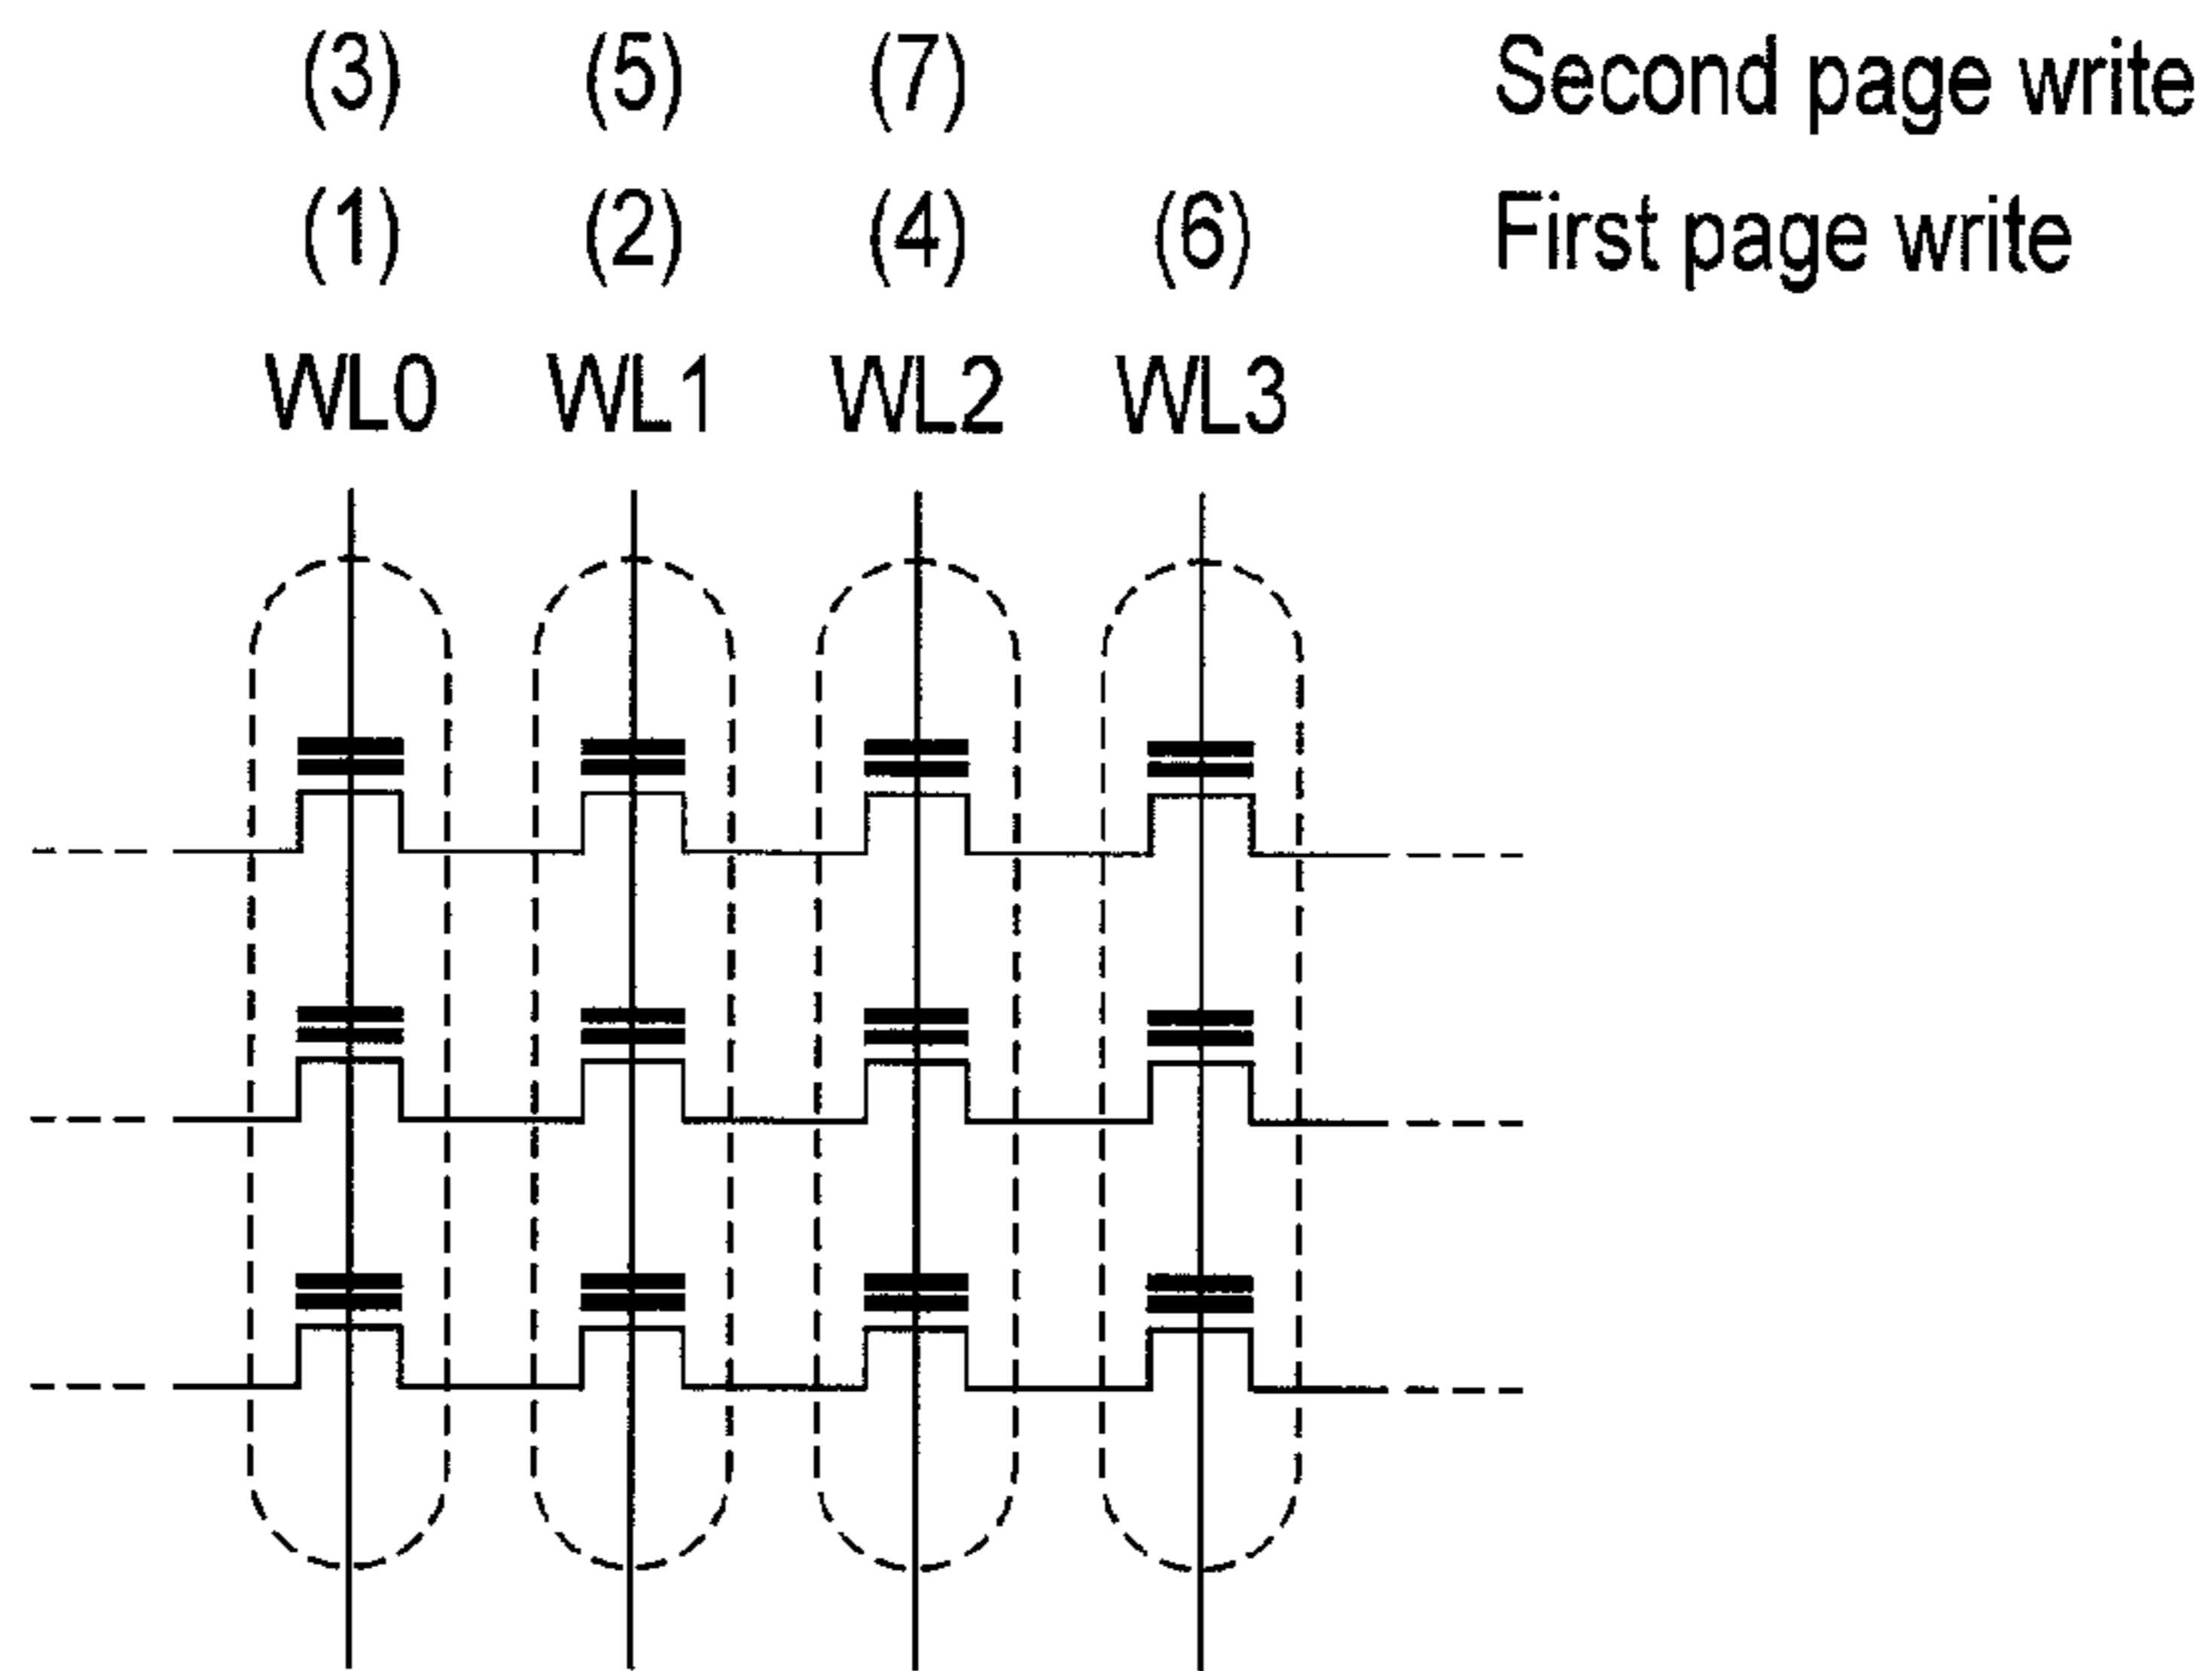 (3) (5) (7) Second page write
(1) (2) (4) (6) First page write
WL0 WL1 WL2 WL3